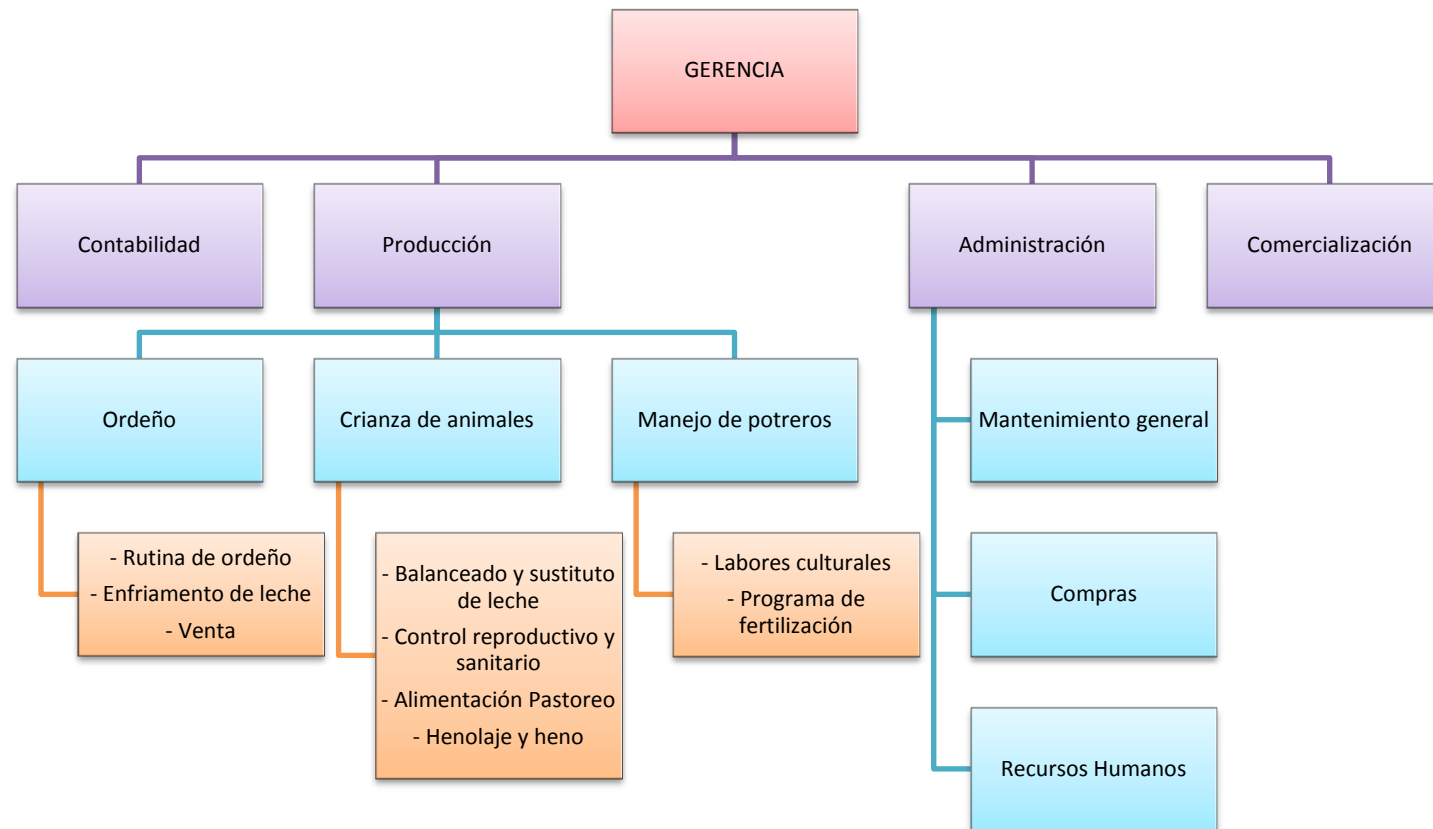 GERENCIA
Contabilidad
Producción
Administración
Comercialización
Ordeño
Crianza de animales
Manejo de potreros
Mantenimiento general
- Rutina de ordeño
- Enfriamento de leche
- Venta
- Balanceado y sustituto
de leche
- Control reproductivo y
sanitario
- Alimentación Pastoreo
- Henolaje y heno
- Labores culturales
- Programa de
fertilización
Compras
Recursos Humanos